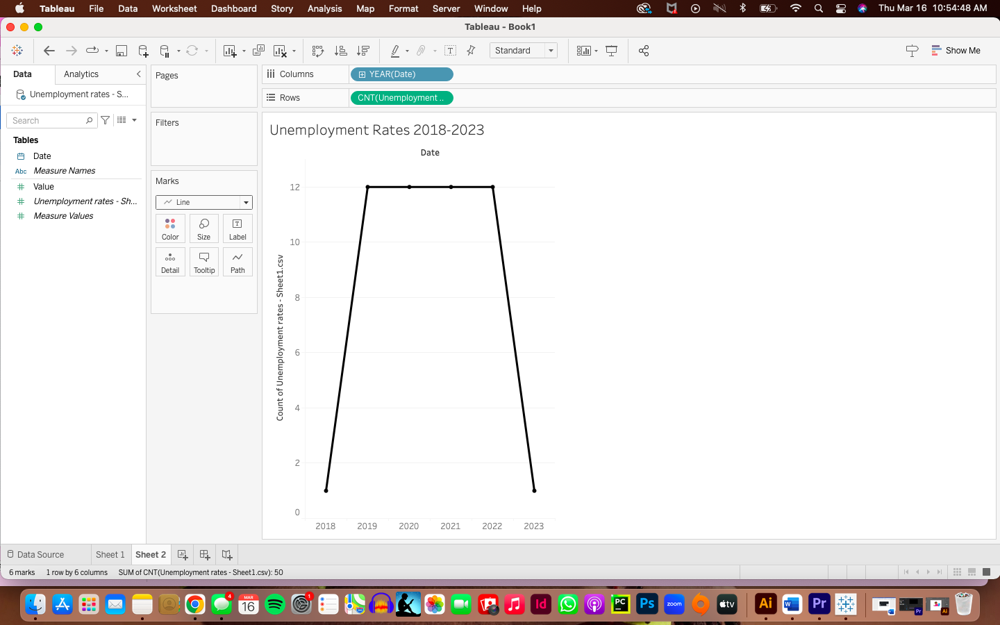 Tableau File Data Worksheet Dashboard Story Analysis Map Format Server Window Help Thu Mar 16 10:54:48 AM
Tableau - Book1
Standard Show Me
Data Analytics
Unemployment rates - S...
Search
Tables
Date
Abc Measure Names
Value
Unemployment rates - Sh...
Measure Values
Pages
Filters
Marks
Line
Color Size Label
Detail Tooltip Path
Columns YEAR(Date)
Rows CNT(Unemployment ..
Unemployment Rates 2018-2023
Date
Count of Unemployment rates - Sheet1.csv
12
10
8
6
4
2
0
2018 2019 2020 2021 2022 2023
Data Source Sheet 1 Sheet 2
6 marks 1 row by 6 columns SUM of CNT(Unemployment rates - Sheet1.csv): 50
4 MAR 16 1 Id PC Ps zoom tv Ai W Pr